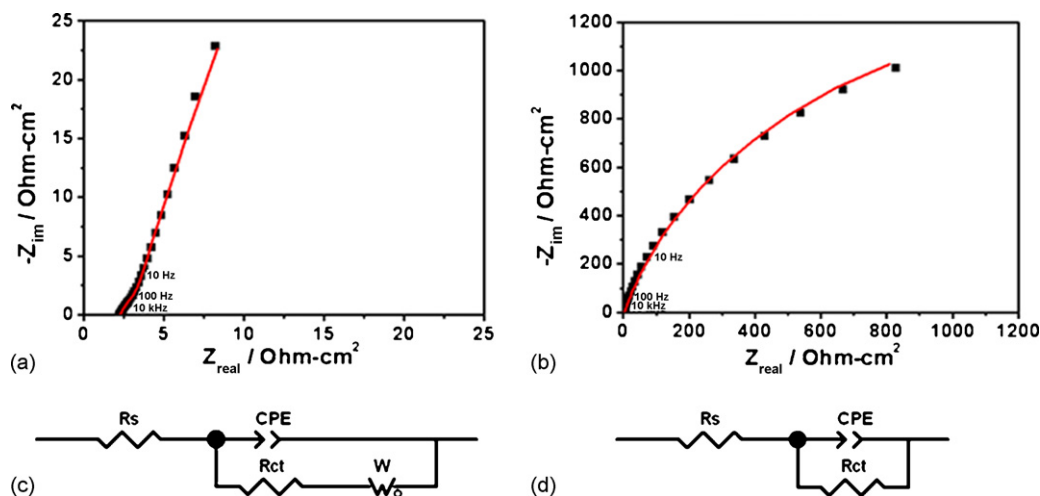 25
20
15
10
5
0
-Z_im / Ohm-cm²
10 Hz
100 Hz
10 kHz
0 5 10 15 20 25
Z_real / Ohm-cm²
(a)
1200
1000
800
600
400
200
0
-Z_im / Ohm-cm²
10 Hz
100 Hz
10 kHz
0 200 400 600 800 1000 1200
Z_real / Ohm-cm²
(b)
Rs CPE
Rct W
(c)
Rs CPE
Rct
(d)